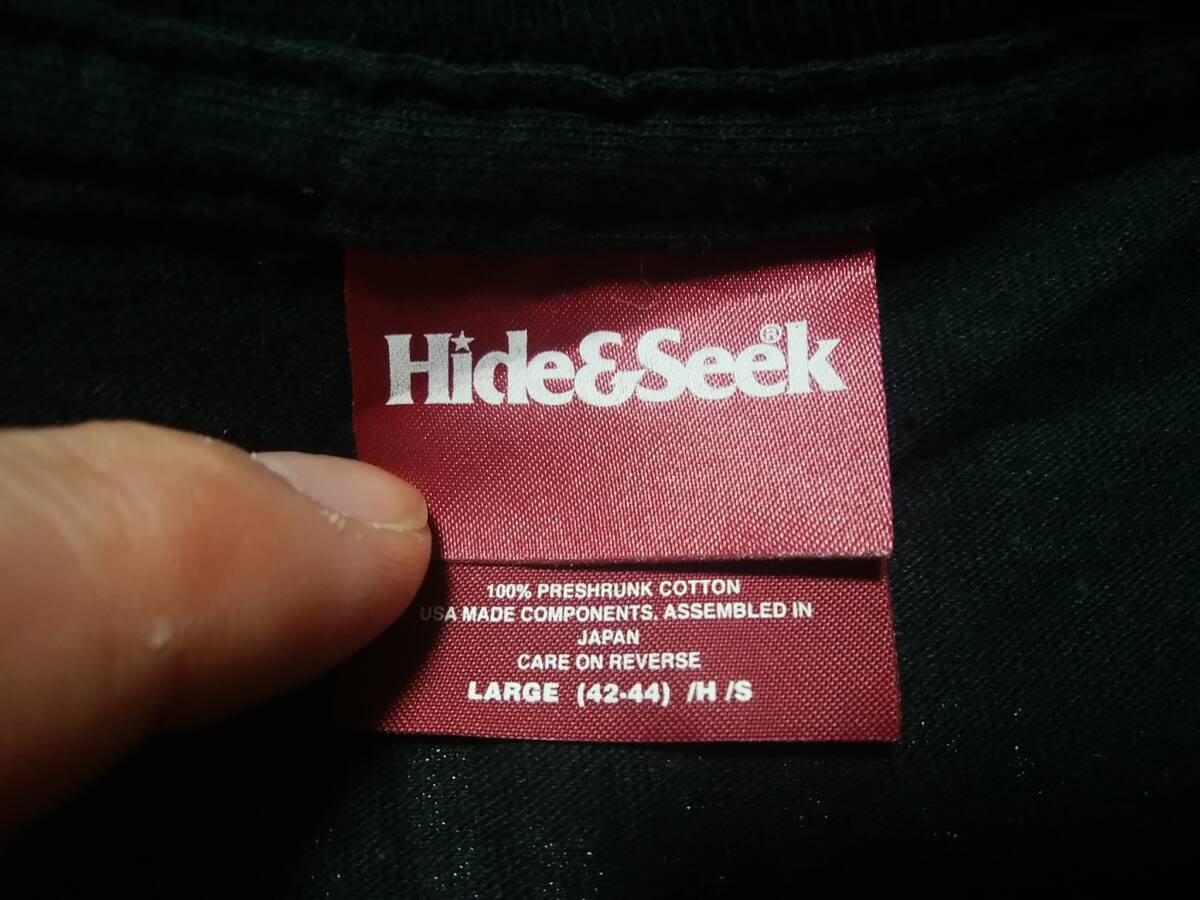 Hide&Seek®
100% PRESHRUNK COTTON
USA MADE COMPONENTS. ASSEMBLED IN
JAPAN
CARE ON REVERSE
LARGE (42-44) /H /S